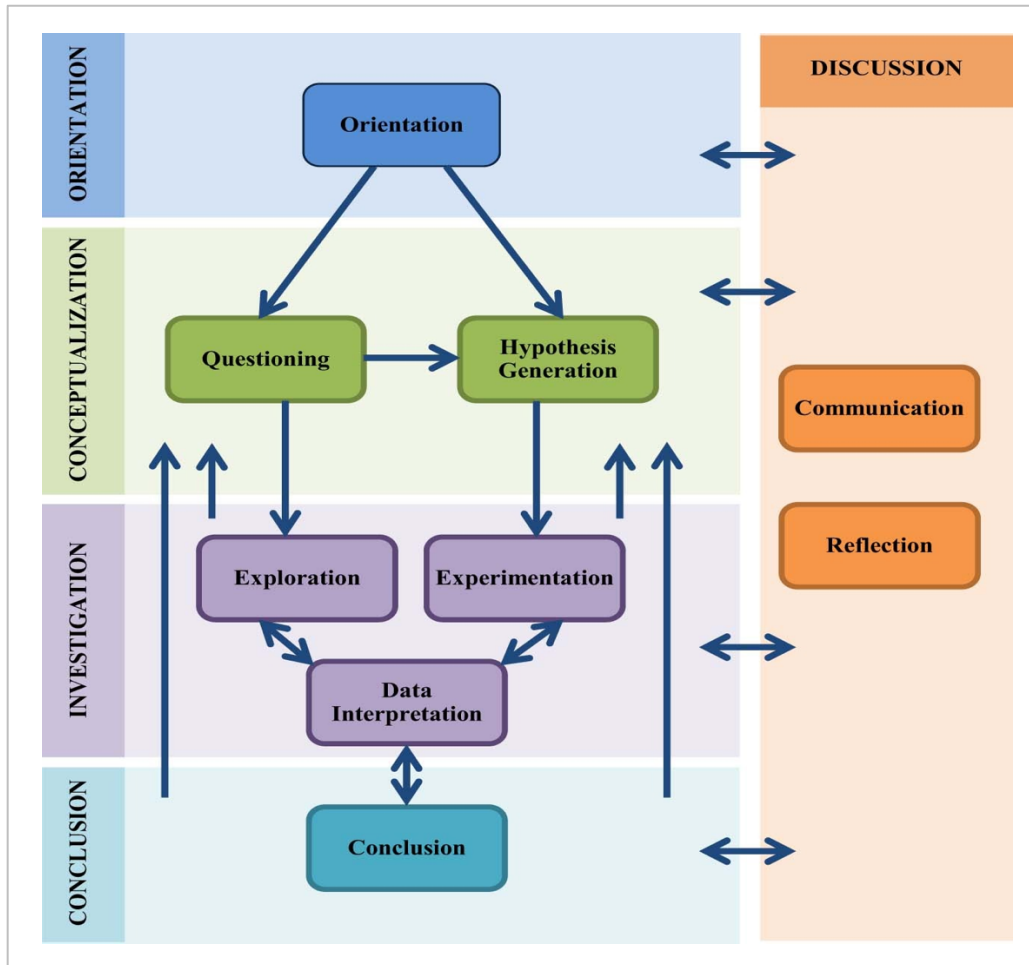 ORIENTATION
Orientation
CONCEPTUALIZATION
Questioning
Hypothesis
Generation
INVESTIGATION
Exploration
Experimentation
Data
Interpretation
CONCLUSION
Conclusion
DISCUSSION
Communication
Reflection